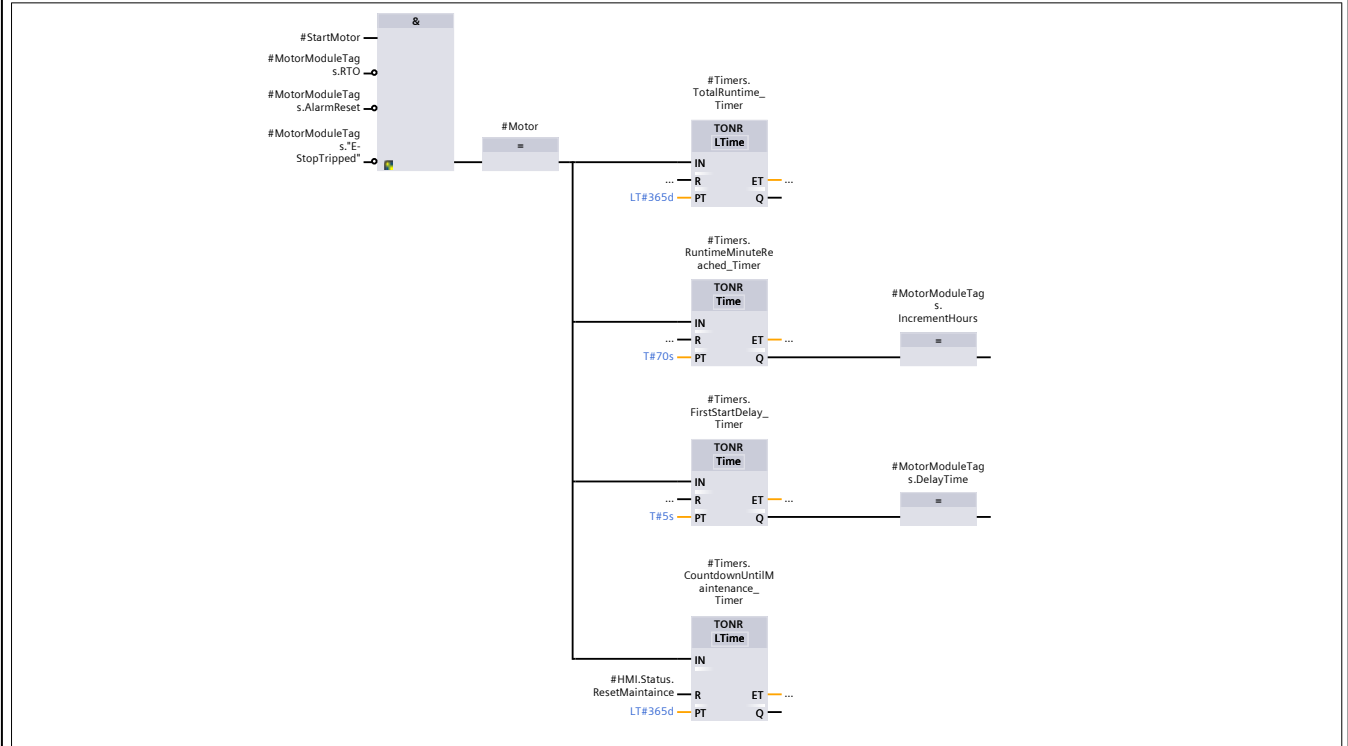 &
#StartMotor
#MotorModuleTag
s.RTO
#MotorModuleTag
s.AlarmReset
#MotorModuleTag
s."E-
StopTripped"
#Motor
=
#Timers.
TotalRuntime_
Timer
TONR
LTime
IN
... R ET ...
LT#365d PT Q
#Timers.
RuntimeMinuteRe
ached_Timer
TONR
Time
IN
... R ET ...
T#70s PT Q
#MotorModuleTag
s.
IncrementHours
=
#Timers.
FirstStartDelay_
Timer
TONR
Time
IN
... R ET ...
T#5s PT Q
#MotorModuleTag
s.DelayTime
=
#Timers.
CountdownUntilM
aintenance_
Timer
TONR
LTime
IN
#HMI.Status.
ResetMaintaince R ET ...
LT#365d PT Q